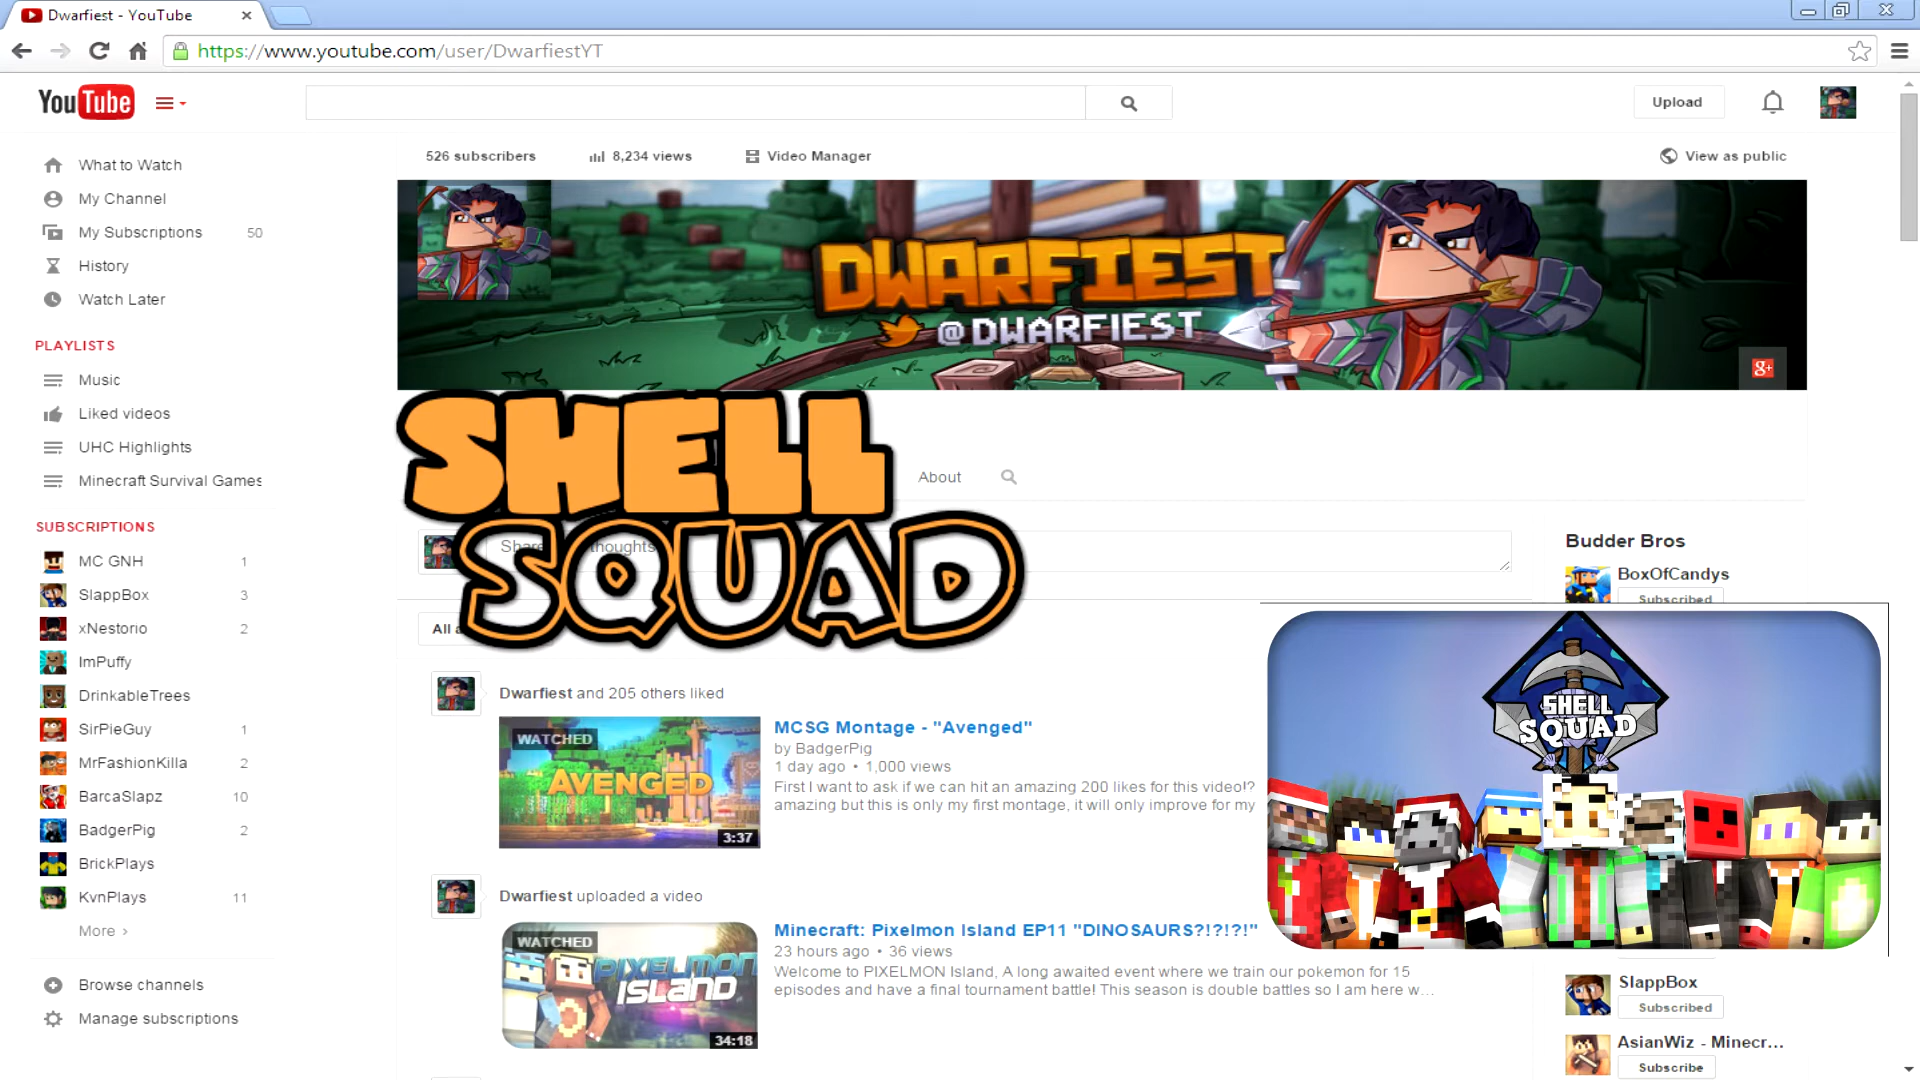 Dwarfiest - YouTube
https://www.youtube.com/user/DwarfiestYT
YouTube
Upload
What to Watch
My Channel
My Subscriptions 50
History
Watch Later
PLAYLISTS
Music
Liked videos
UHC Highlights
Minecraft Survival Games
SUBSCRIPTIONS
MC GNH 1
SlappBox 3
xNestorio 2
ImPuffy
DrinkableTrees
SirPieGuy 1
MrFashionKilla 2
BarcaSlapz 10
BadgerPig 2
BrickPlays
KvnPlays 11
More ›
Browse channels
Manage subscriptions
526 subscribers 8,234 views Video Manager View as public
DWARFIEST
@DWARFIEST
g+
SHELL
SQUAD
About
Share thoughts
All a
Dwarfiest and 205 others liked
WATCHED
AVENGED
3:37
MCSG Montage - "Avenged"
by BadgerPig
1 day ago • 1,000 views
First I want to ask if we can hit an amazing 200 likes for this video!?
amazing but this is only my first montage, it will only improve for my
Dwarfiest uploaded a video
WATCHED
PIXELMON
ISLAND
34:18
Minecraft: Pixelmon Island EP11 "DINOSAURS?!?!?!"
23 hours ago • 36 views
Welcome to PIXELMON Island, A long awaited event where we train our pokemon for 15
episodes and have a final tournament battle! This season is double battles so I am here w...
Budder Bros
BoxOfCandys
Subscribed
SHELL
SQUAD
SlappBox
Subscribed
AsianWiz - Minecr...
Subscribe